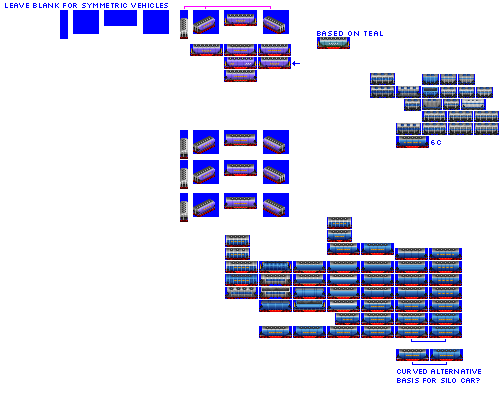 LEAVE BLANK FOR SYMMETRIC VEHICLES
BASED ON TEAL
6C
CURVED ALTERNATIVE
BASIS FOR SILO CAR?